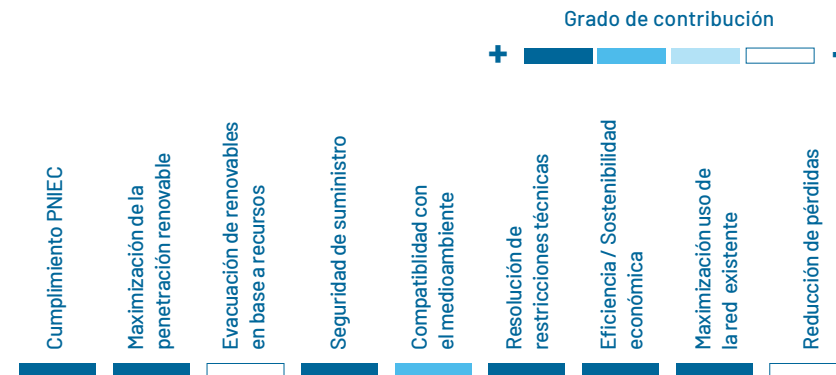 Grado de contribución
+
Cumplimiento PNIEC
Maximización de la
penetración renovable
Evacuación de renovables
en base a recursos
Seguridad de suministro
Compatiblidad con
el medioambiente
Resolución de
restricciones técnicas
Eficiencia / Sostenibilidad
económica
Maximización uso de
la red existente
Reducción de pérdidas